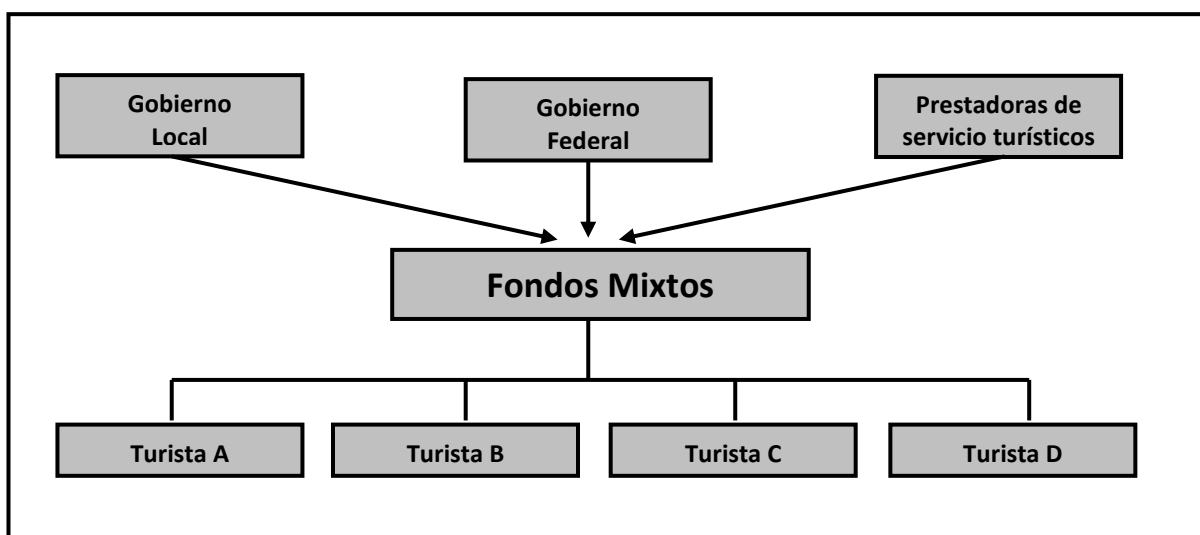 Gobierno
Local
Gobierno
Federal
Prestadoras de
servicio turísticos
Fondos Mixtos
Turista A
Turista B
Turista C
Turista D